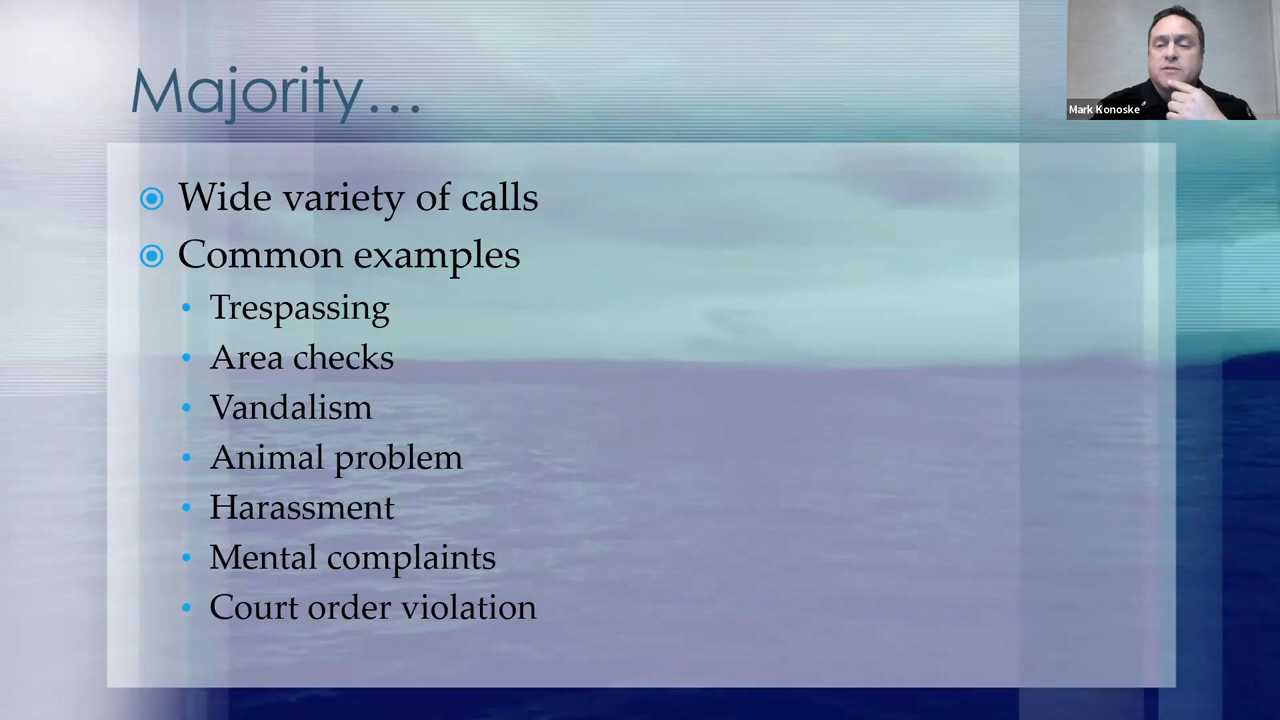 Majority…
Mark Konoske
Wide variety of calls
Common examples
Trespassing
Area checks
Vandalism
Animal problem
Harassment
Mental complaints
Court order violation